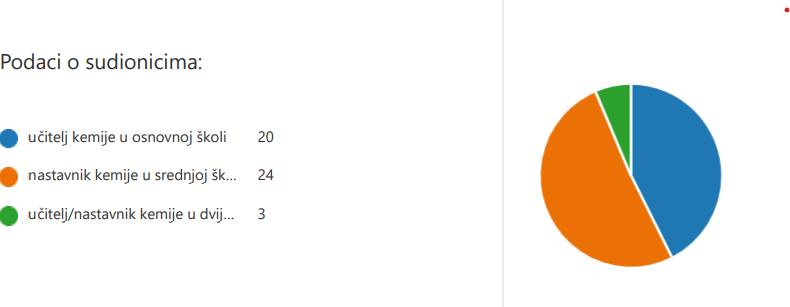 Podaci o sudionicima:
učitelj kemije u osnovnoj školi 20
nastavnik kemije u srednjoj šk... 24
učitelj/nastavnik kemije u dvij... 3